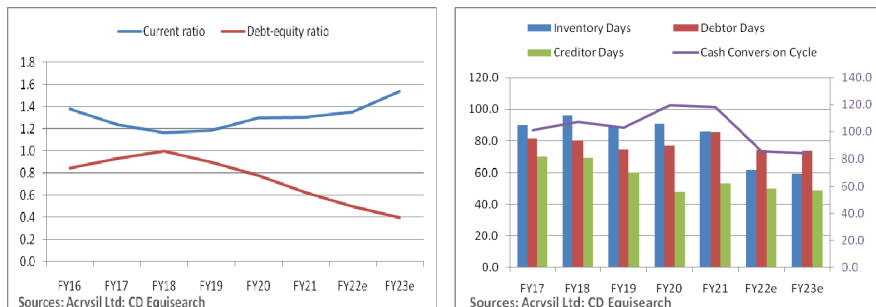 Current ratio Debt-equity ratio
1.8
1.6
1.4
1.2
1.0
0.8
0.6
0.4
0.2
0.0
FY16 FY17 FY18 FY19 FY20 FY21 FY22e FY23e
Sources: Acrysil Ltd; CD Equisearch
Inventory Days Debtor Days
Creditor Days Cash Conversion Cycle
120.0 140.0
100.0 120.0
80.0 100.0
60.0 80.0
40.0 60.0
20.0 40.0
0.0 20.0
0.0
FY17 FY18 FY19 FY20 FY21 FY22e FY23e
Sources: Acrysil Ltd; CD Equisearch